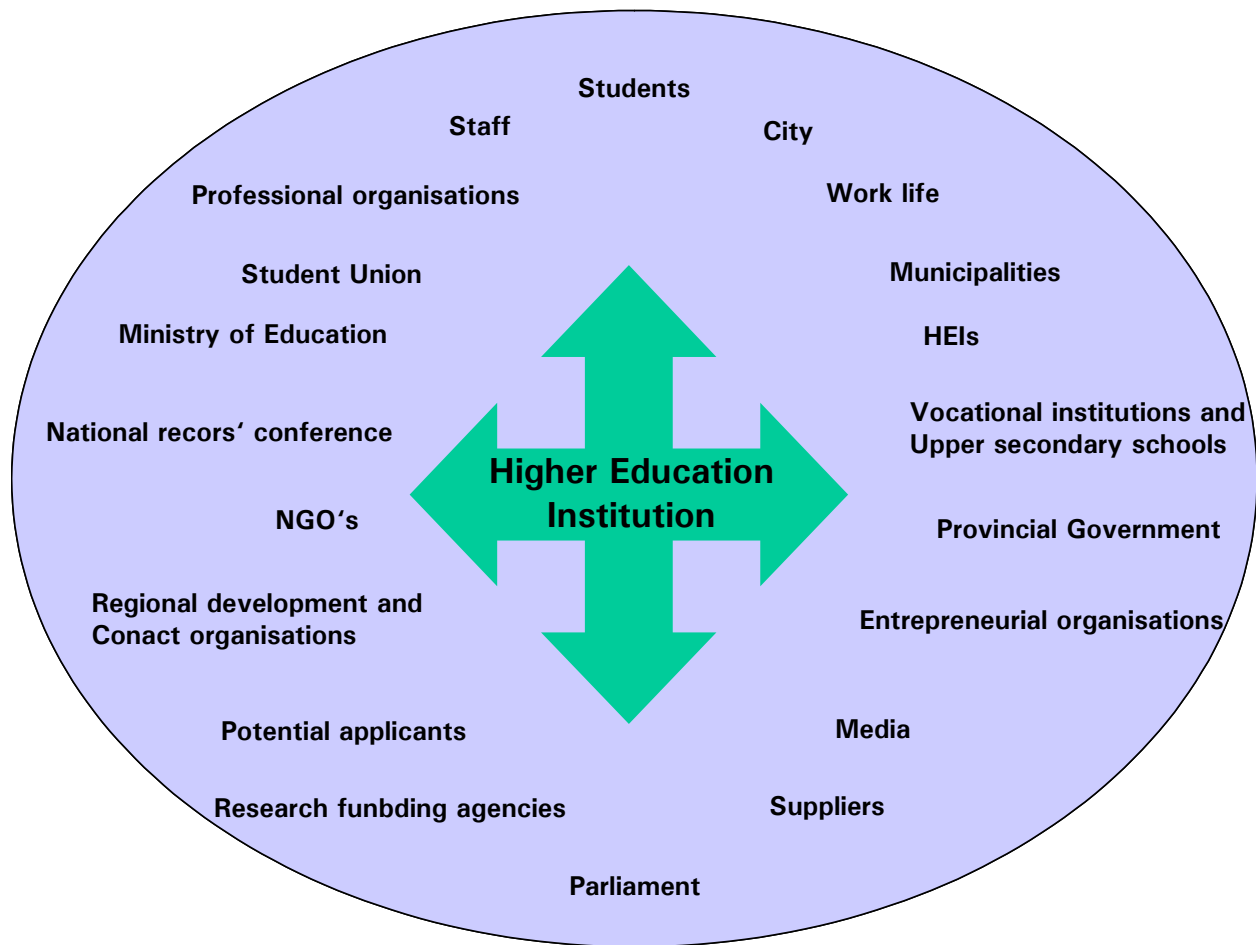 Students
Staff
City
Professional organisations
Work life
Student Union
Municipalities
Ministry of Education
HEIs
National recors‘ conference
Vocational institutions and
Upper secondary schools
Higher Education
Institution
NGO‘s
Provincial Government
Regional development and
Conact organisations
Entrepreneurial organisations
Potential applicants
Media
Research funbding agencies
Suppliers
Parliament